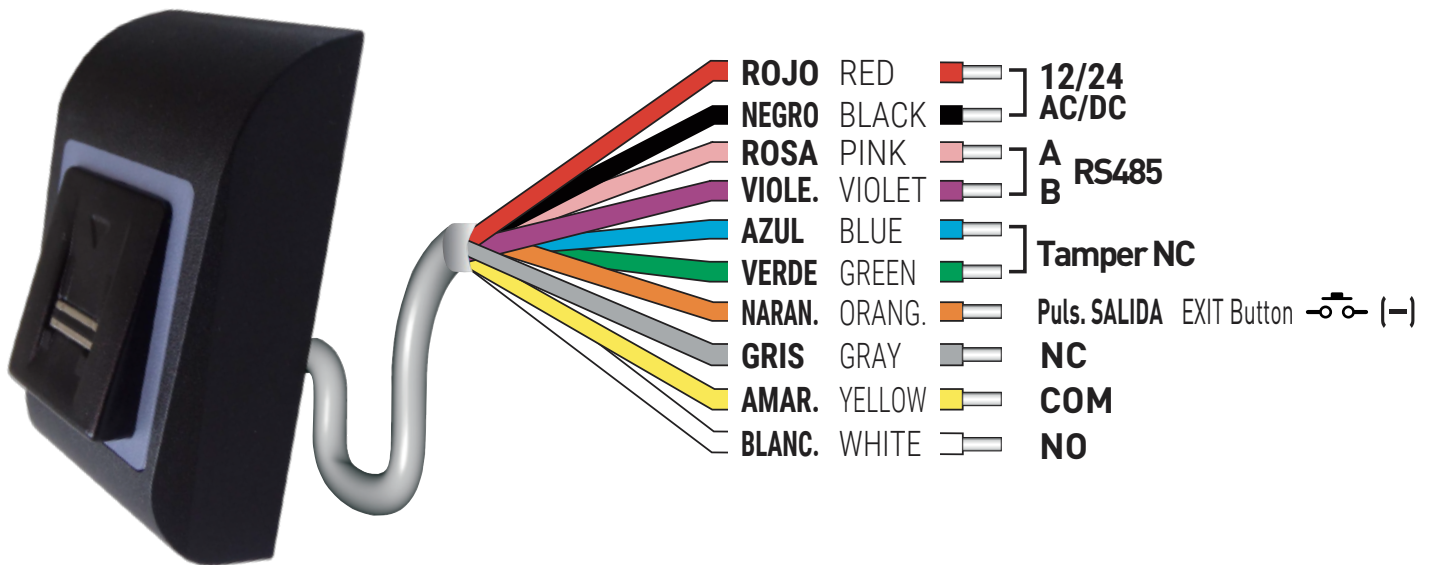 ROJO RED 12/24
NEGRO BLACK AC/DC
ROSA PINK A RS485
VIOLE. VIOLET B
AZUL BLUE Tamper NC
VERDE GREEN
NARAN. ORANG. Puls. SALIDA EXIT Button (-)
GRIS GRAY NC
AMAR. YELLOW COM
BLANC. WHITE NO